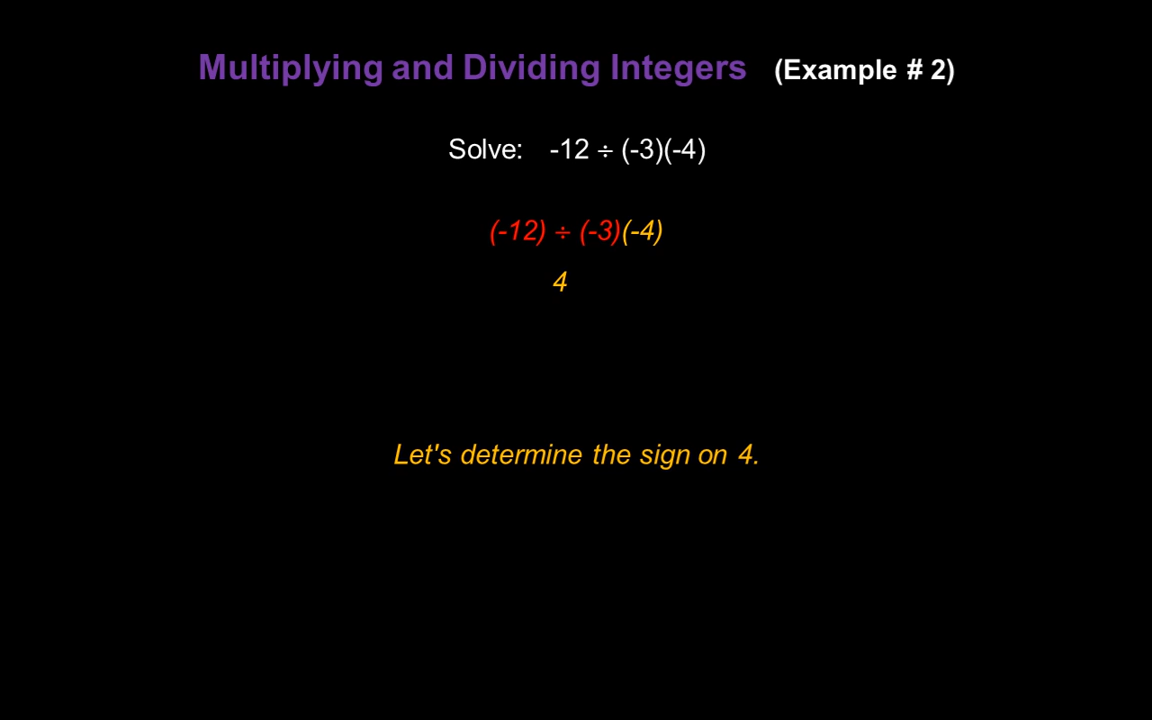 Multiplying and Dividing Integers (Example # 2)
Solve: -12 ÷ (-3)(-4)
(-12) ÷ (-3)(-4)
4
Let's determine the sign on 4.